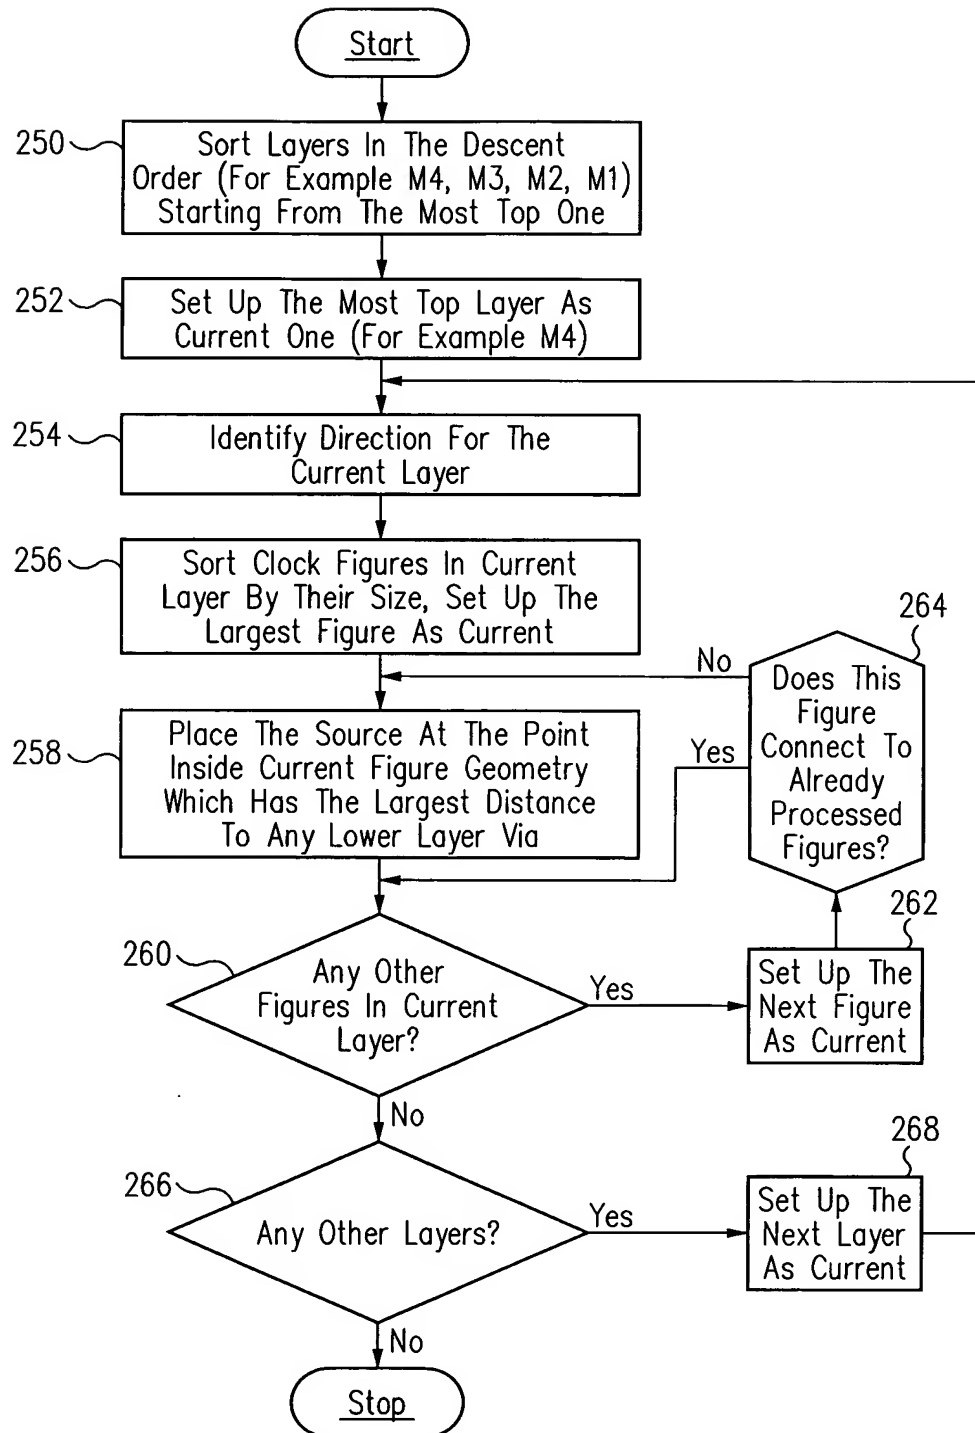 Start
250
Sort Layers In The Descent
Order (For Example M4, M3, M2, M1)
Starting From The Most Top One
252
Set Up The Most Top Layer As
Current One (For Example M4)
254
Identify Direction For The
Current Layer
256
Sort Clock Figures In Current
Layer By Their Size, Set Up The
Largest Figure As Current
264
No
Does This
Figure
Connect To
Already
Processed
Figures?
Yes
258
Place The Source At The Point
Inside Current Figure Geometry
Which Has The Largest Distance
To Any Lower Layer Via
262
260
Any Other
Figures In Current
Layer?
Yes
Set Up The
Next Figure
As Current
No
268
266
Any Other Layers?
Yes
Set Up The
Next Layer
As Current
No
Stop